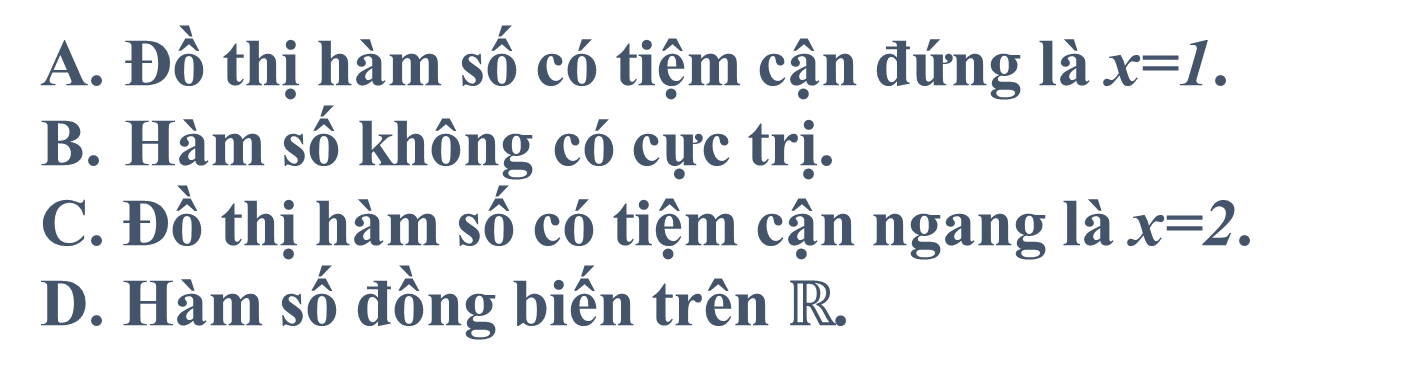 A. Đồ thị hàm số có tiệm cận đứng là x=1.
B. Hàm số không có cực trị.
C. Đồ thị hàm số có tiệm cận ngang là x=2.
D. Hàm số đồng biến trên ℝ.